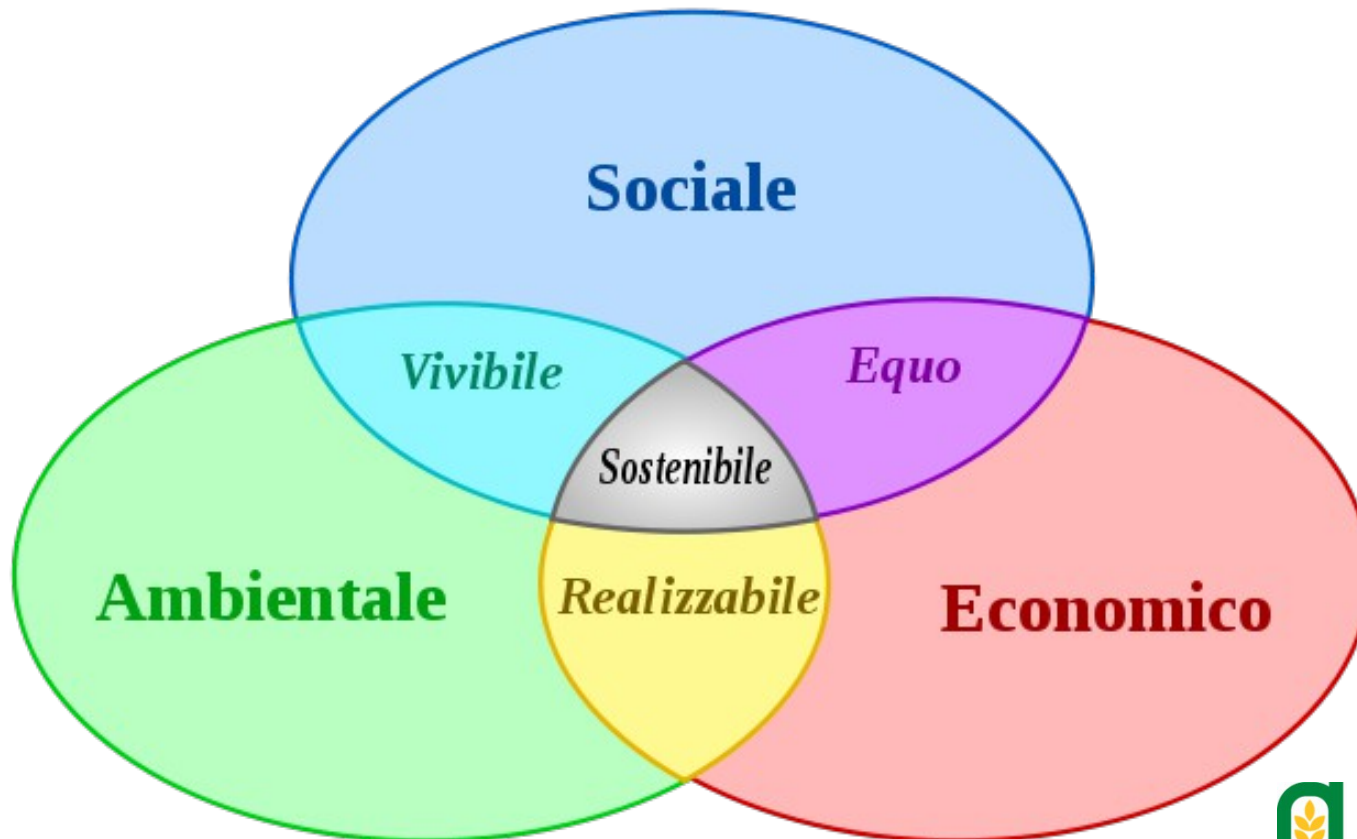 Sociale
Vivibile
Equo
Sostenibile
Ambientale
Realizzabile
Economico